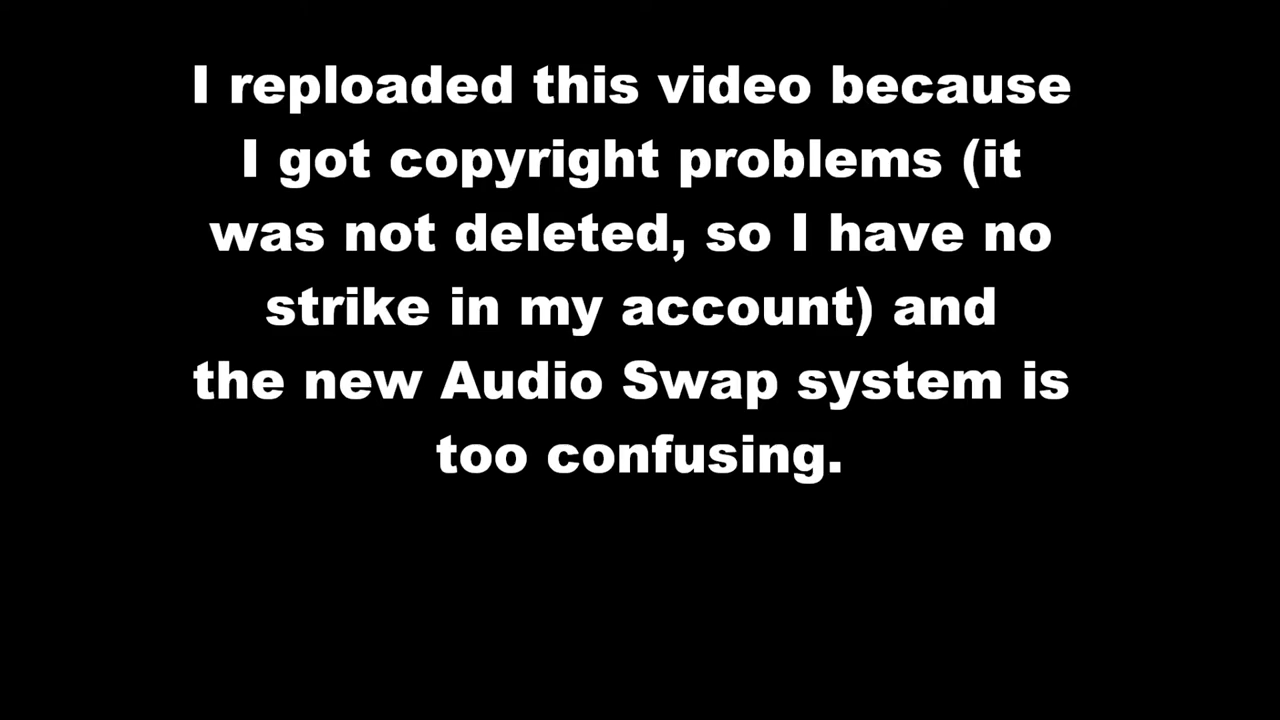 I reploaded this video because
I got copyright problems (it
was not deleted, so I have no
strike in my account) and
the new Audio Swap system is
too confusing.